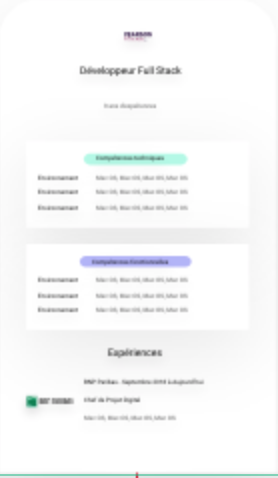 Développeur Full Stack
Compétences techniques
Environnement Mac OS, Mac OS, Mac OS, Mac OS
Environnement Mac OS, Mac OS, Mac OS, Mac OS
Environnement Mac OS, Mac OS, Mac OS, Mac OS
Compétences fonctionnelles
Environnement Mac OS, Mac OS, Mac OS, Mac OS
Environnement Mac OS, Mac OS, Mac OS, Mac OS
Environnement Mac OS, Mac OS, Mac OS, Mac OS
Expériences
BNP Paribas - Septembre 2018 à aujourd'hui
BNP PARIBAS
Chef de Projet Digital
Mac OS, Mac OS, Mac OS, Mac OS